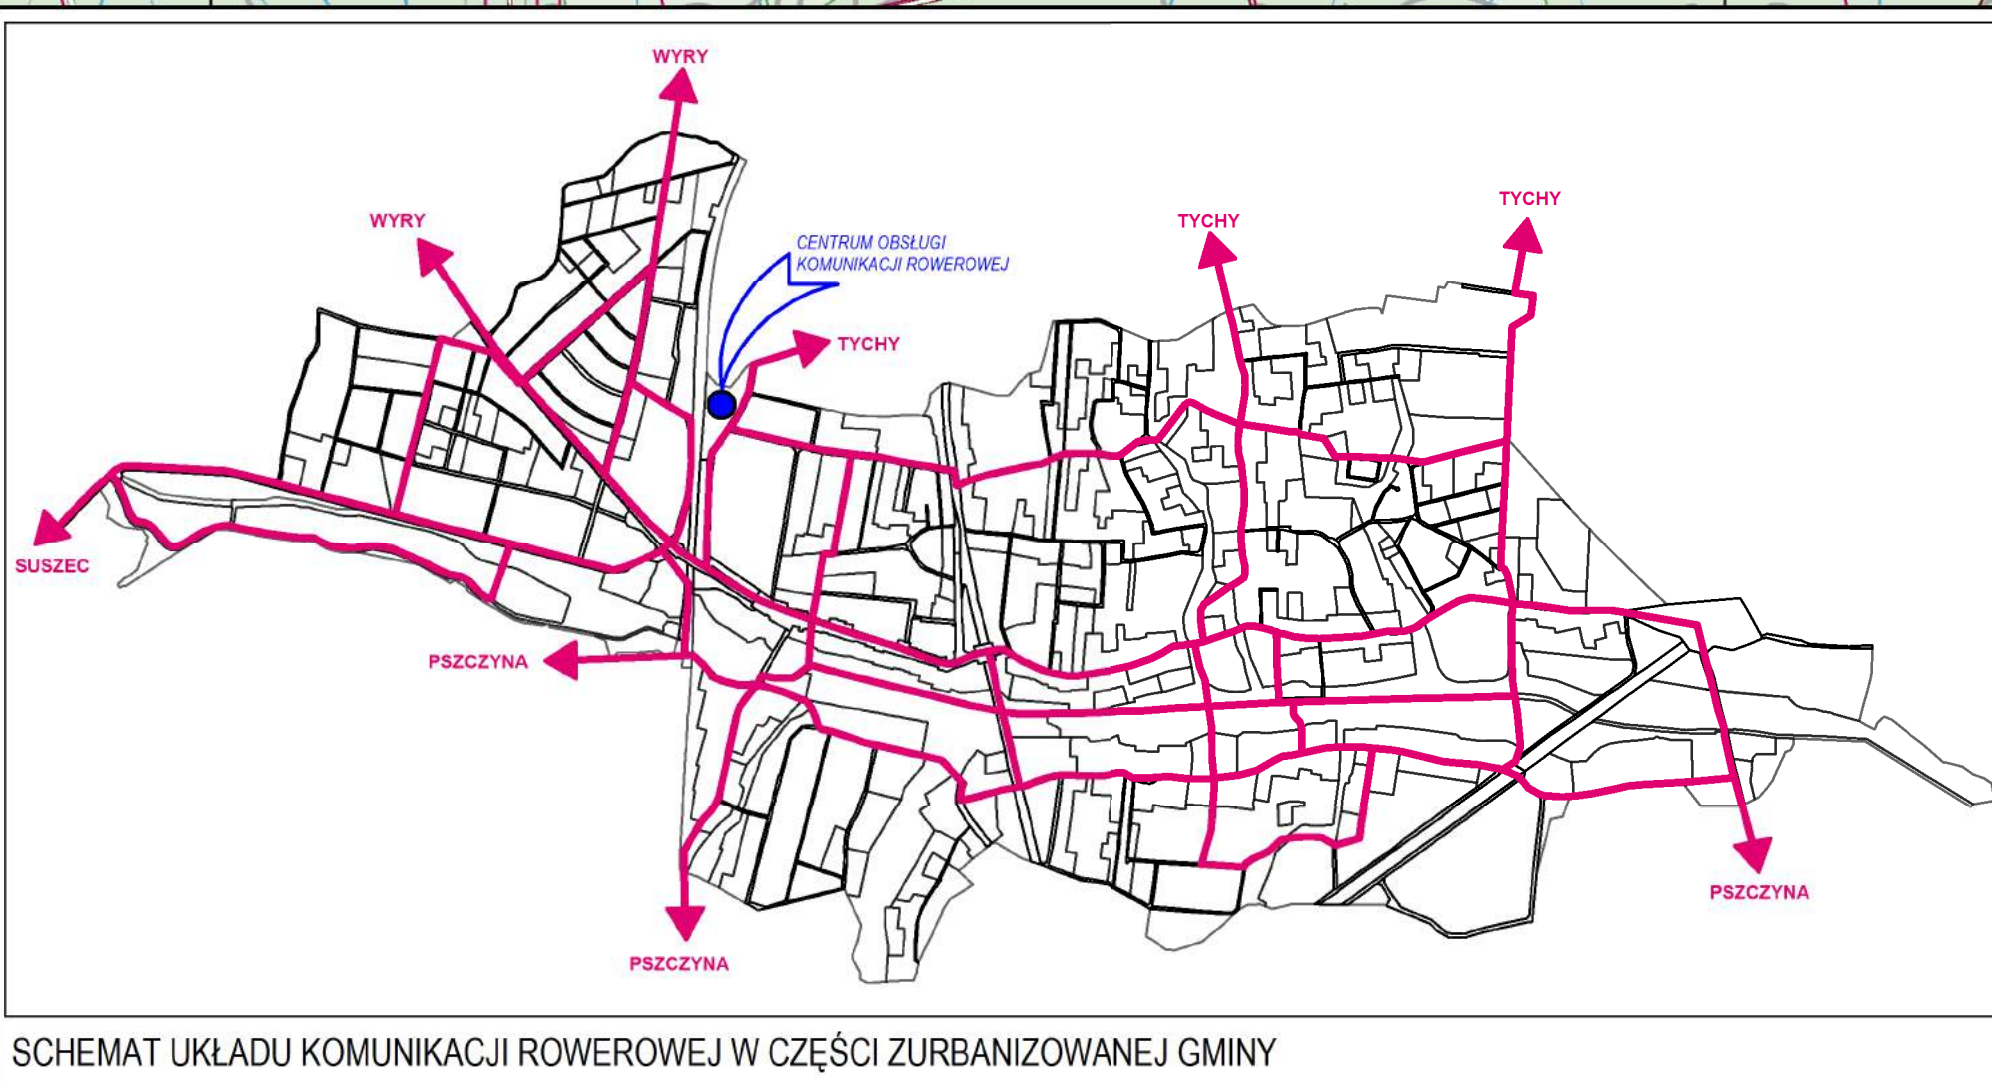 WYRY
TYCHY
WYRY
TYCHY
CENTRUM OBSŁUGI
KOMUNIKACJI ROWEROWEJ
TYCHY
SUSZEC
PSZCZYNA
PSZCZYNA
PSZCZYNA
SCHEMAT UKŁADU KOMUNIKACJI ROWEROWEJ W CZĘŚCI ZURBANIZOWANEJ GMINY